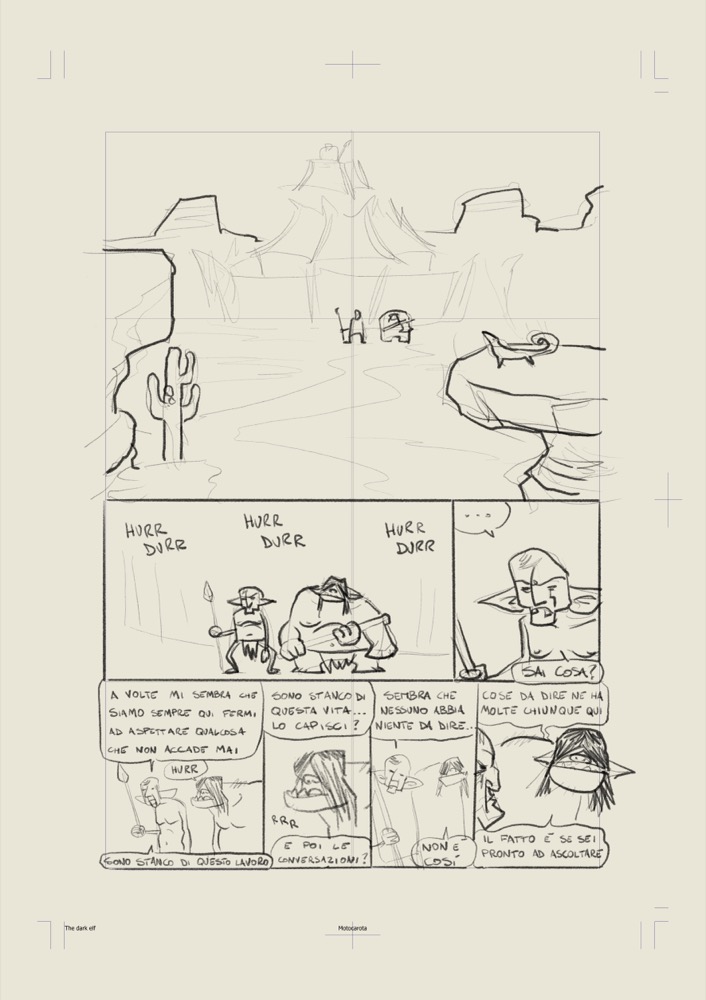 HURR
DURR
HURR
DURR
HURR
DURR
...
SAI COSA?
A VOLTE MI SEMBRA CHE
SIAMO SEMPRE QUI FERMI
AD ASPETTARE QUALCOSA
CHE NON ACCADE MAI
HURR
SONO STANCO DI QUESTO LAVORO
SONO STANCO DI
QUESTA VITA...
LO CAPISCI?
RRR
E POI LE
CONVERSAZIONI?
SEMBRA CHE
NESSUNO ABBIA
NIENTE DA DIRE...
NON È
COSÍ
COSE DA DIRE NE HA
MOLTE CHIUNQUE QUI
IL FATTO É SE SEI
PRONTO AD ASCOLTARE
The dark elf
Motocarota